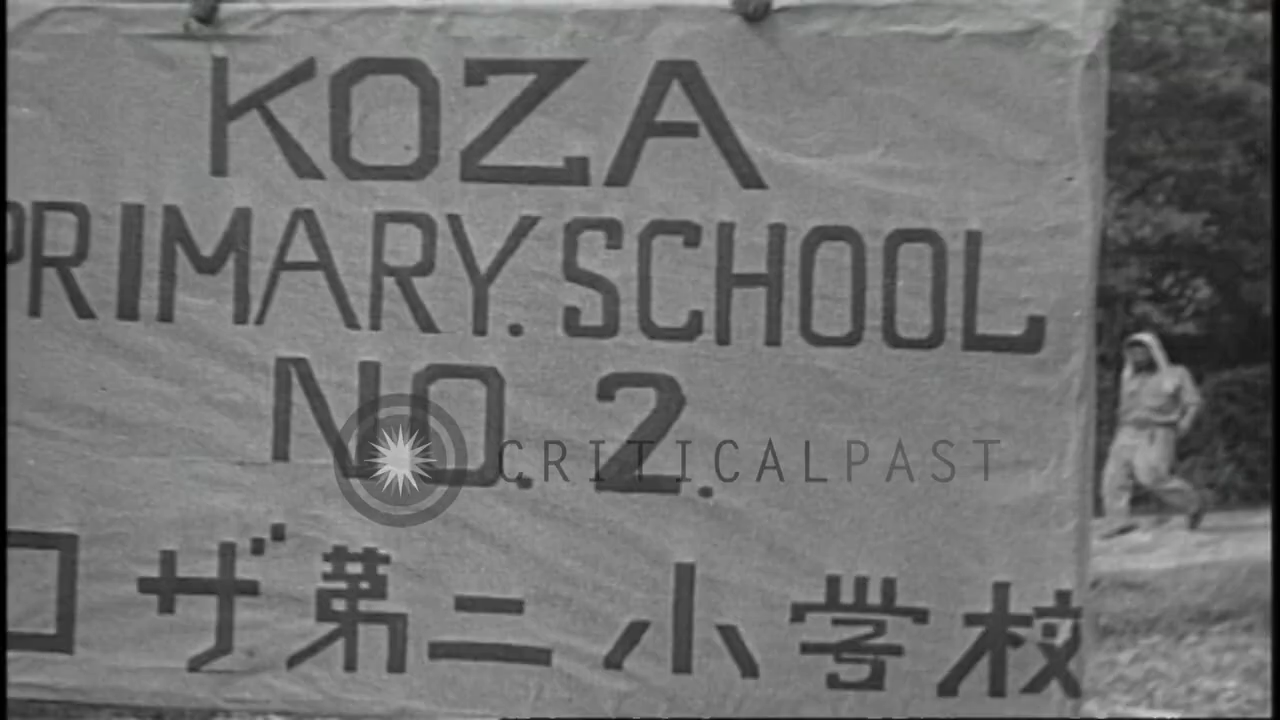 KOZA
PRIMARY. SCHOOL
NO. 2.
CRITICALPAST
コザ第二小学校